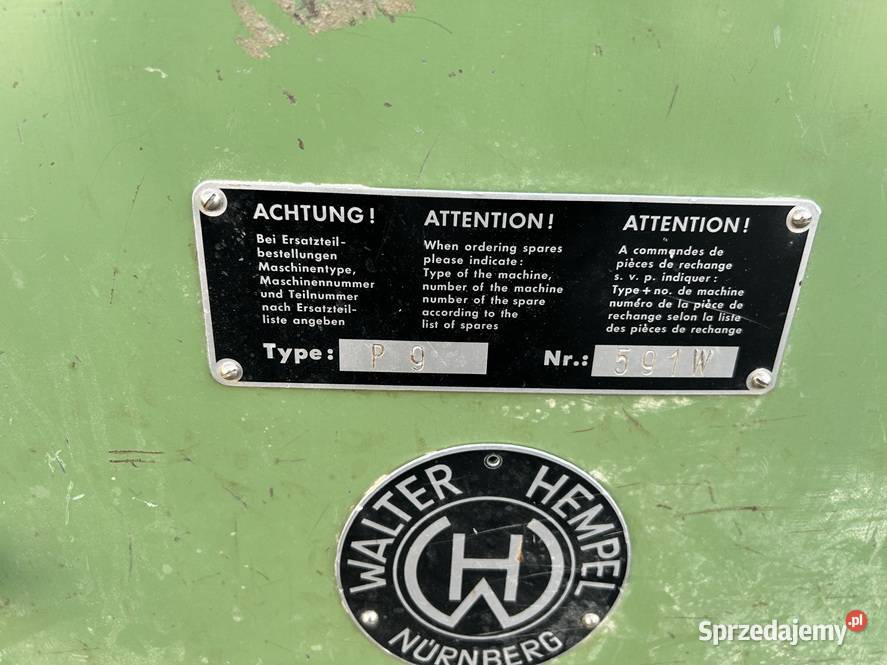 ACHTUNG!
Bei Ersatzteil-
bestellungen
Maschinentype,
Maschinennummer
und Teilnummer
nach Ersatzteil-
liste angeben
ATTENTION!
When ordering spares
please indicate:
Type of the machine,
number of the machine
number of the spare
according to the
list of spares
ATTENTION!
A commandes de
pièces de rechange
s. v. p. indiquer:
Type + no. de machine
numéro de la pièce de
rechange selon la liste
des pièces de rechange
Type: P 9
Nr.: 591W
WALTER HEMPEL
HW
NÜRNBERG
Sprzedajemy.pl